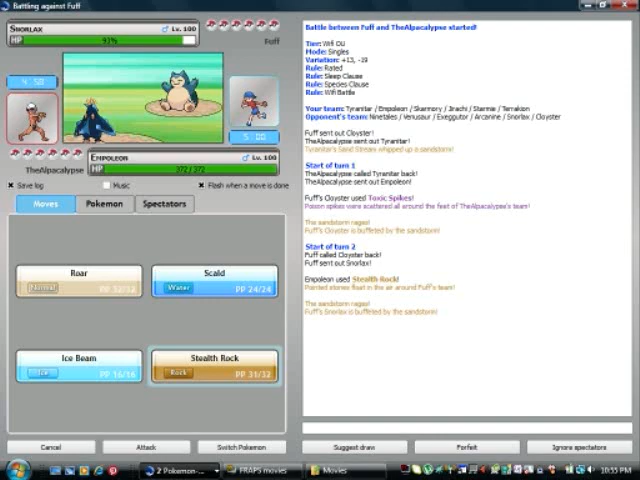 Battling against Fuff
SNORLAX Lv. 100
HP 93%
Fuff
4 : 50
5 : 00
EMPOLEON Lv. 100
HP 372 / 372
TheAlpacalypse
Save log Music Flash when a move is done
Moves Pokemon Spectators
Roar
Normal PP 32/32
Scald
Water PP 24/24
Ice Beam
Ice PP 16/16
Stealth Rock
Rock PP 31/32
Cancel Attack Switch Pokemon
Battle between Fuff and TheAlpacalypse started!
Tier: Wifi OU
Mode: Singles
Variation: +13, -19
Rule: Rated
Rule: Sleep Clause
Rule: Species Clause
Rule: Wifi Battle
Your team: Tyranitar / Empoleon / Skarmory / Jirachi / Starmie / Terrakion
Opponent's team: Ninetales / Venusaur / Exeggutor / Arcanine / Snorlax / Cloyster
Fuff sent out Cloyster!
TheAlpacalypse sent out Tyranitar!
Tyranitar's Sand Stream whipped up a sandstorm!
Start of turn 1
TheAlpacalypse called Tyranitar back!
TheAlpacalypse sent out Empoleon!
Fuff's Cloyster used Toxic Spikes!
Poison spikes were scattered all around the feet of TheAlpacalypse's team!
The sandstorm rages!
Fuff's Cloyster is buffeted by the sandstorm!
Start of turn 2
Fuff called Cloyster back!
Fuff sent out Snorlax!
Empoleon used Stealth Rock!
Pointed stones float in the air around Fuff's team!
The sandstorm rages!
Fuff's Snorlax is buffeted by the sandstorm!
Suggest draw Forfeit Ignore spectators
2 Pokemon-... FRAPS movies Movies 10:55 PM